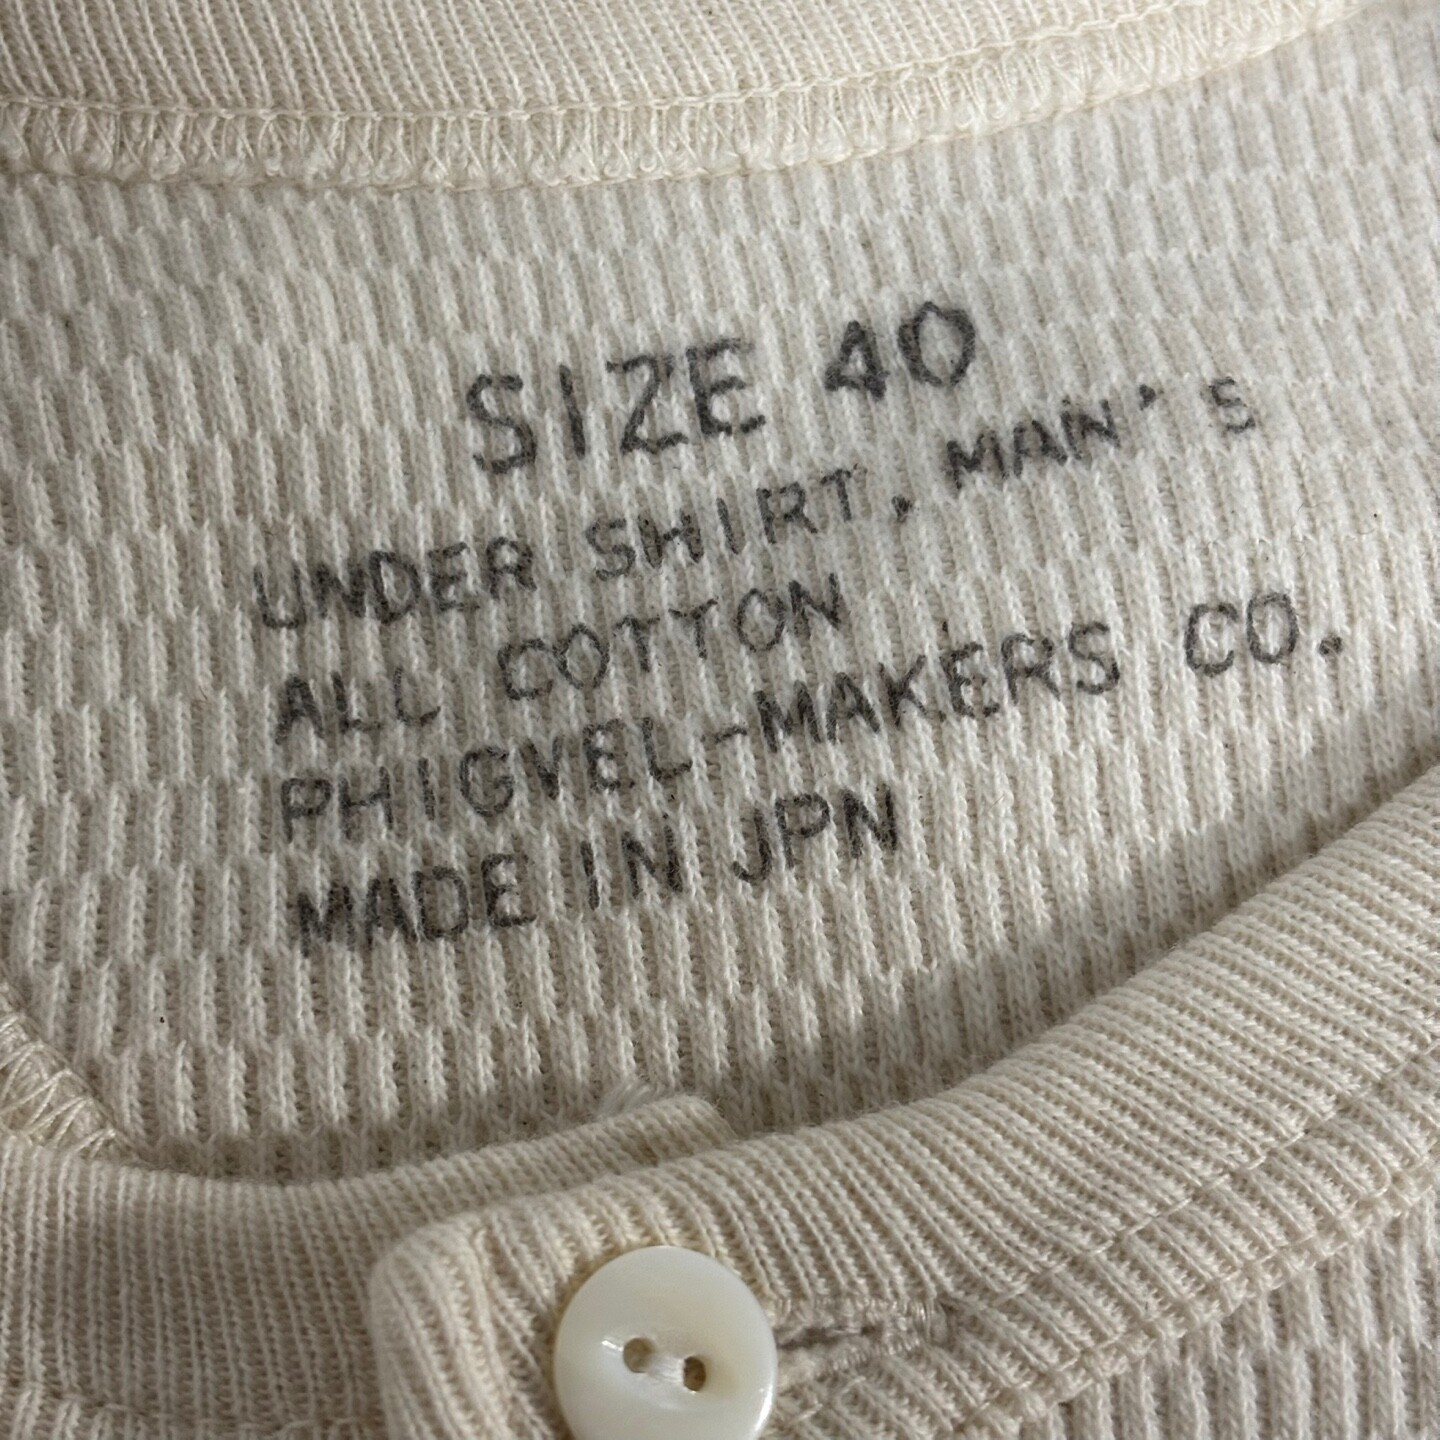 SIZE 40
UNDER SHIRT, MAN'S
ALL COTTON
PHIGVEL-MAKERS CO.
MADE IN JPN